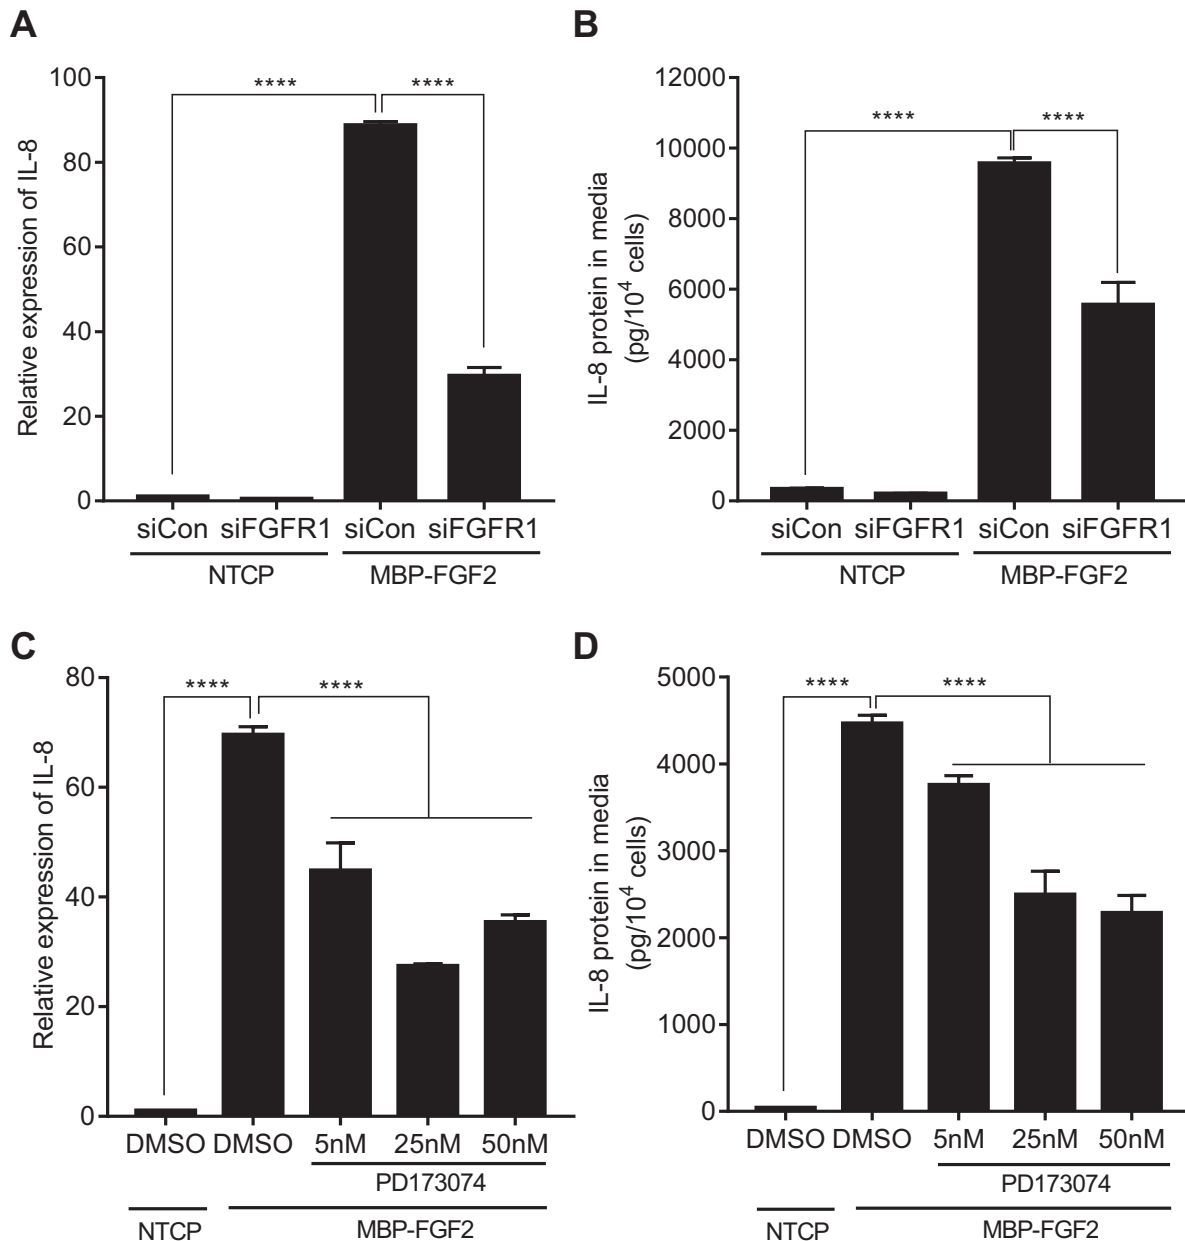 A
Relative expression of IL-8
100
80
60
40
20
0
**** ****
siCon siFGFR1 siCon siFGFR1
NTCP MBP-FGF2
B
IL-8 protein in media
(pg/10⁴ cells)
12000
10000
8000
6000
4000
2000
0
**** ****
siCon siFGFR1 siCon siFGFR1
NTCP MBP-FGF2
C
Relative expression of IL-8
80
60
40
20
0
**** ****
DMSO DMSO 5nM 25nM 50nM
PD173074
NTCP MBP-FGF2
D
IL-8 protein in media
(pg/10⁴ cells)
5000
4000
3000
2000
1000
0
**** ****
DMSO DMSO 5nM 25nM 50nM
PD173074
NTCP MBP-FGF2